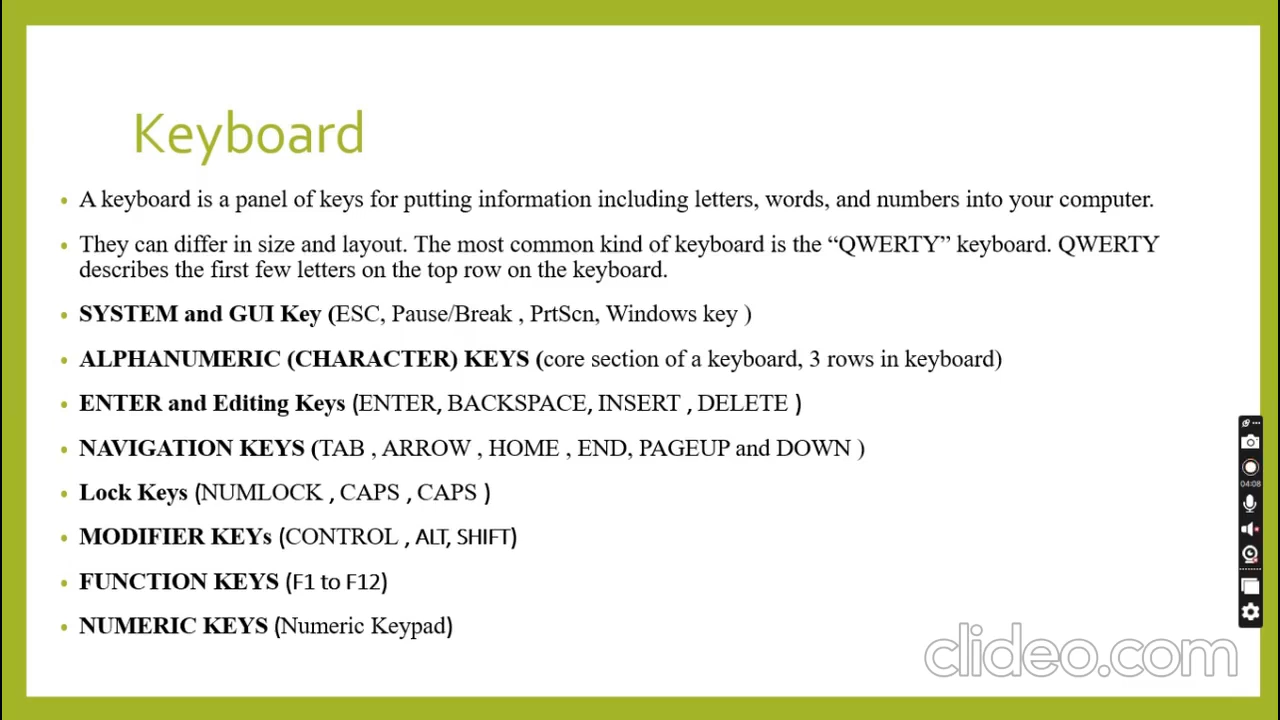 Keyboard
• A keyboard is a panel of keys for putting information including letters, words, and numbers into your computer.
• They can differ in size and layout. The most common kind of keyboard is the “QWERTY” keyboard. QWERTY
describes the first few letters on the top row on the keyboard.
• SYSTEM and GUI Key (ESC, Pause/Break , PrtScn, Windows key )
• ALPHANUMERIC (CHARACTER) KEYS (core section of a keyboard, 3 rows in keyboard)
• ENTER and Editing Keys (ENTER, BACKSPACE, INSERT , DELETE )
• NAVIGATION KEYS (TAB , ARROW , HOME , END, PAGEUP and DOWN )
• Lock Keys (NUMLOCK , CAPS , CAPS )
• MODIFIER KEYs (CONTROL , ALT, SHIFT)
• FUNCTION KEYS (F1 to F12)
• NUMERIC KEYS (Numeric Keypad)
04:08
clideo.com